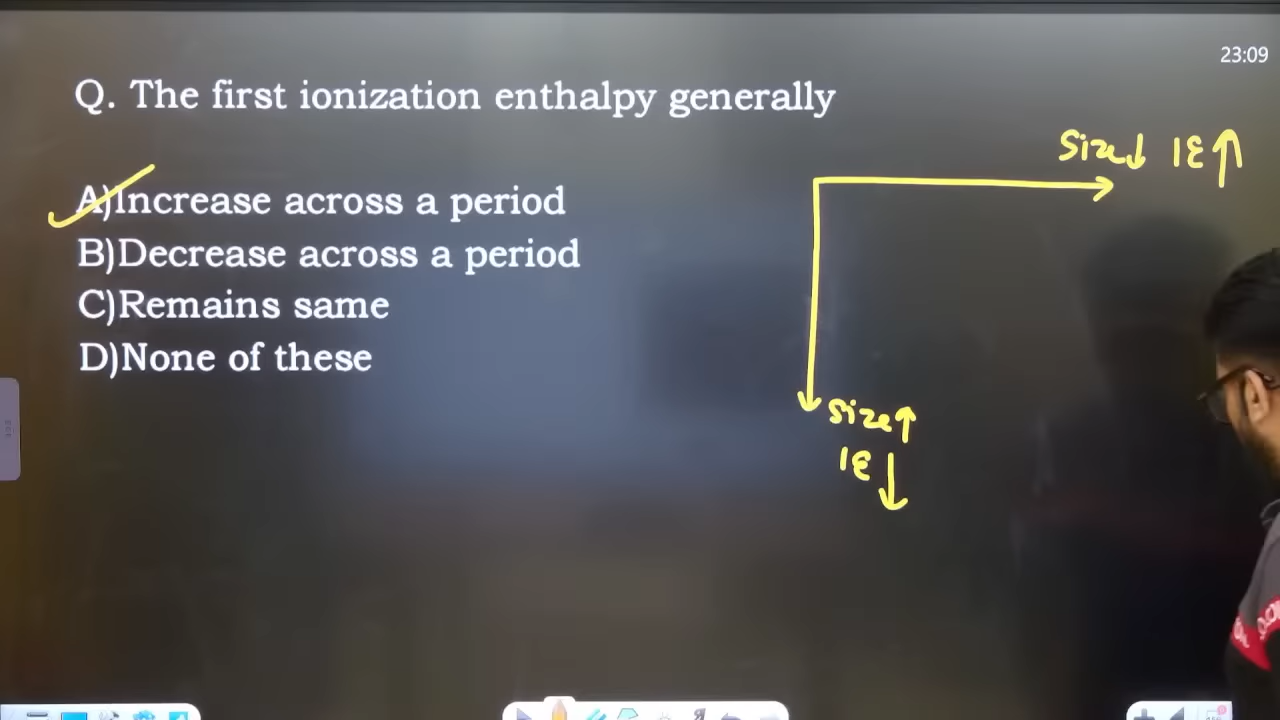 23:09
Q. The first ionization enthalpy generally
Size↓ IE↑
A)Increase across a period
B)Decrease across a period
C)Remains same
D)None of these
Size↑
IE↓